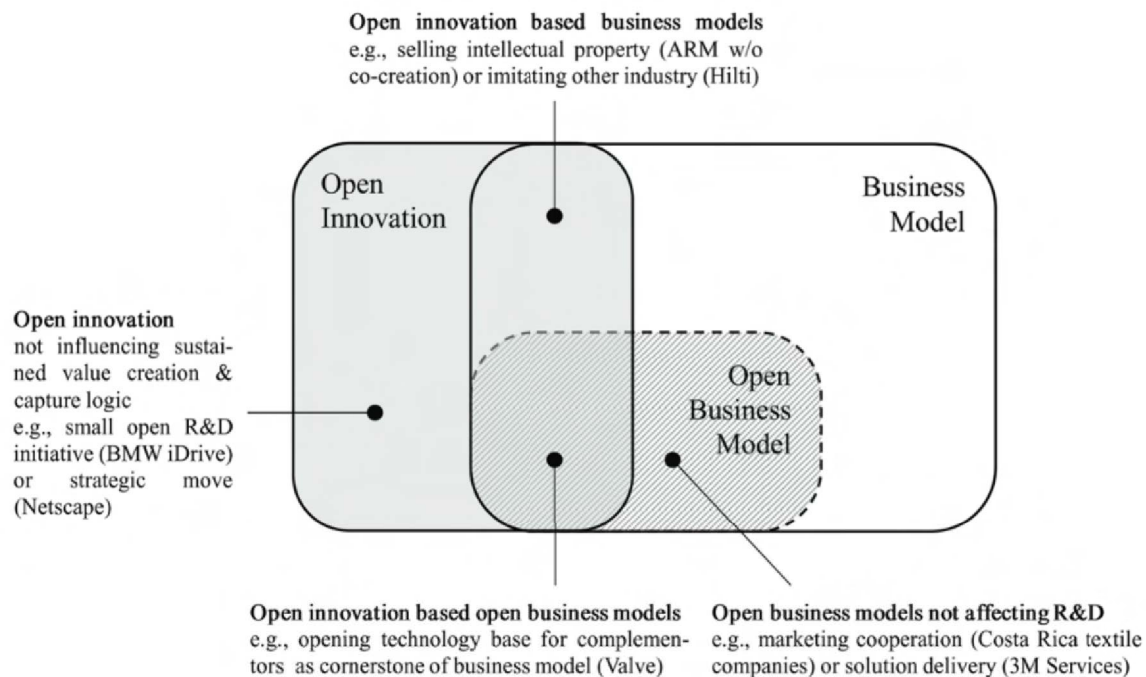 Open innovation based business models
e.g., selling intellectual property (ARM w/o
co-creation) or imitating other industry (Hilti)
Open
Innovation
Business
Model
Open innovation
not influencing sustai-
ned value creation &
capture logic
e.g., small open R&D
initiative (BMW iDrive)
or strategic move
(Netscape)
Open
Business
Model
Open innovation based open business models
e.g., opening technology base for complemen-
tors as cornerstone of business model (Valve)
Open business models not affecting R&D
e.g., marketing cooperation (Costa Rica textile
companies) or solution delivery (3M Services)